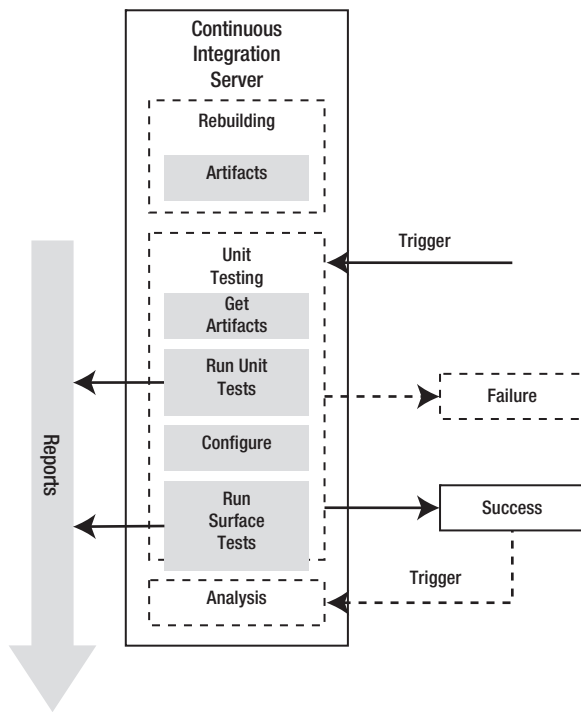 Continuous
Integration
Server
Rebuilding
Artifacts
Unit
Testing
Trigger
Get
Artifacts
Run Unit
Tests
Failure
Configure
Reports
Run
Surface
Tests
Success
Trigger
Analysis